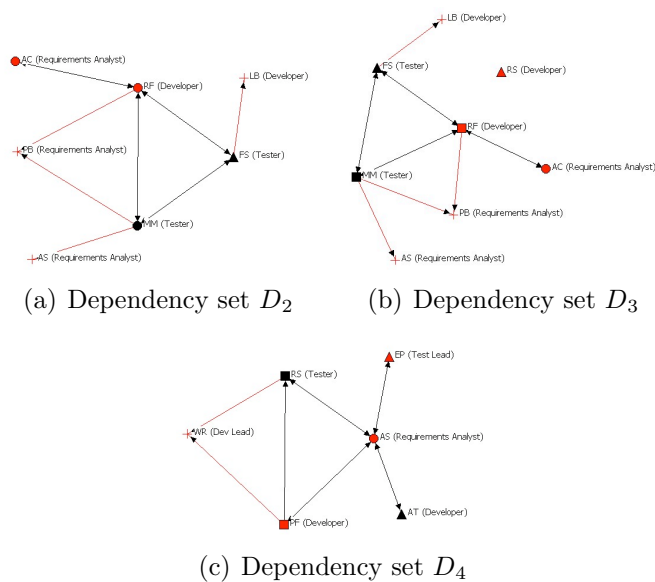 AC (Requirements Analyst)
RF (Developer)
LB (Developer)
PB (Requirements Analyst)
FS (Tester)
MM (Tester)
AS (Requirements Analyst)
(a) Dependency set D2
LB (Developer)
FS (Tester)
RS (Developer)
RF (Developer)
AC (Requirements Analyst)
MM (Tester)
PB (Requirements Analyst)
AS (Requirements Analyst)
(b) Dependency set D3
EP (Test Lead)
RS (Tester)
WR (Dev Lead)
AS (Requirements Analyst)
AT (Developer)
PF (Developer)
(c) Dependency set D4